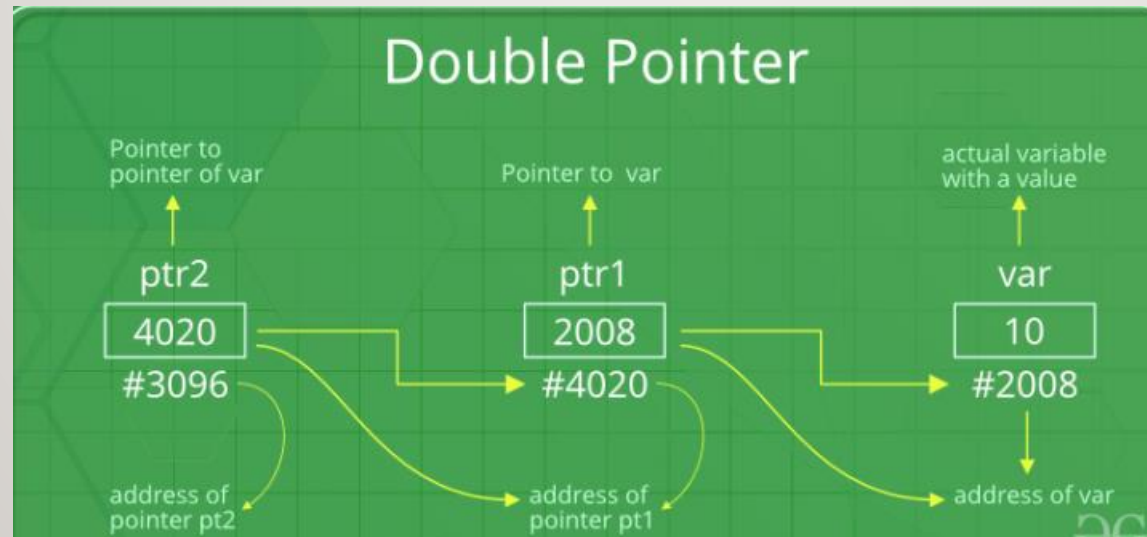 Double Pointer
Pointer to
pointer of var
Pointer to var
actual variable
with a value
ptr2
ptr1
var
4020
2008
10
#3096
#4020
#2008
address of
pointer pt2
address of
pointer pt1
address of var